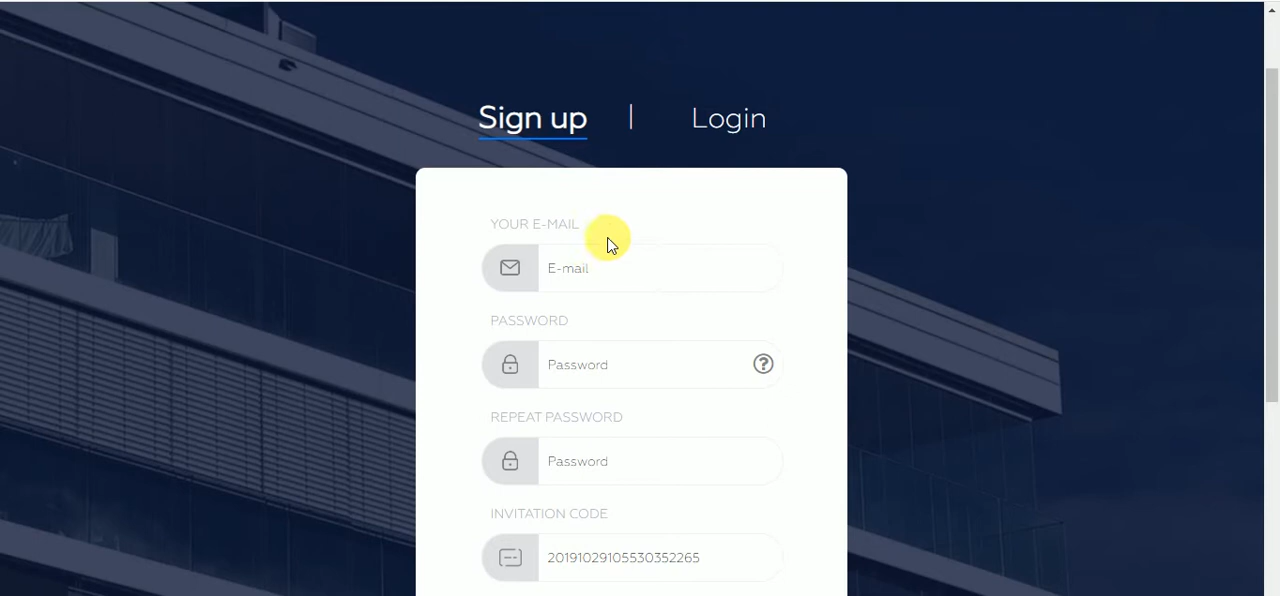 Sign up | Login
YOUR E-MAIL
E-mail
PASSWORD
Password
REPEAT PASSWORD
Password
INVITATION CODE
20191029105530352265